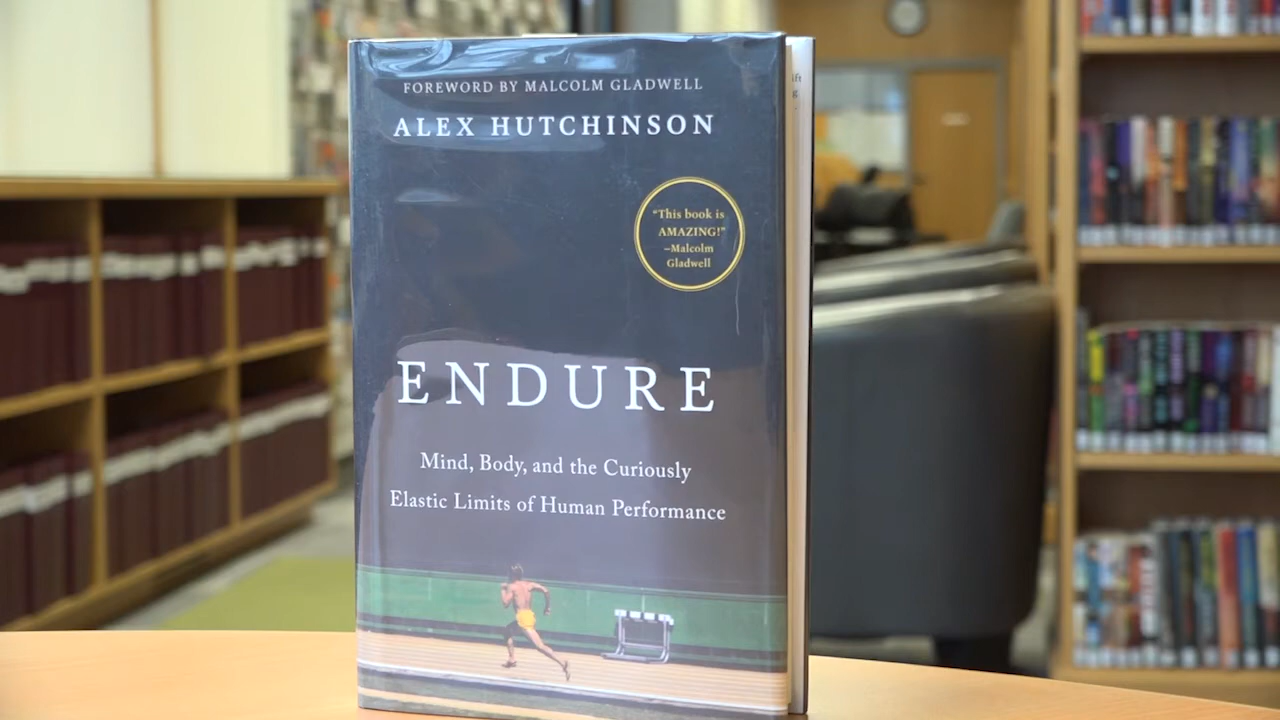 FOREWORD BY MALCOLM GLADWELL
ALEX HUTCHINSON
“This book is
AMAZING!”
–Malcolm
Gladwell
ENDURE
Mind, Body, and the Curiously
Elastic Limits of Human Performance